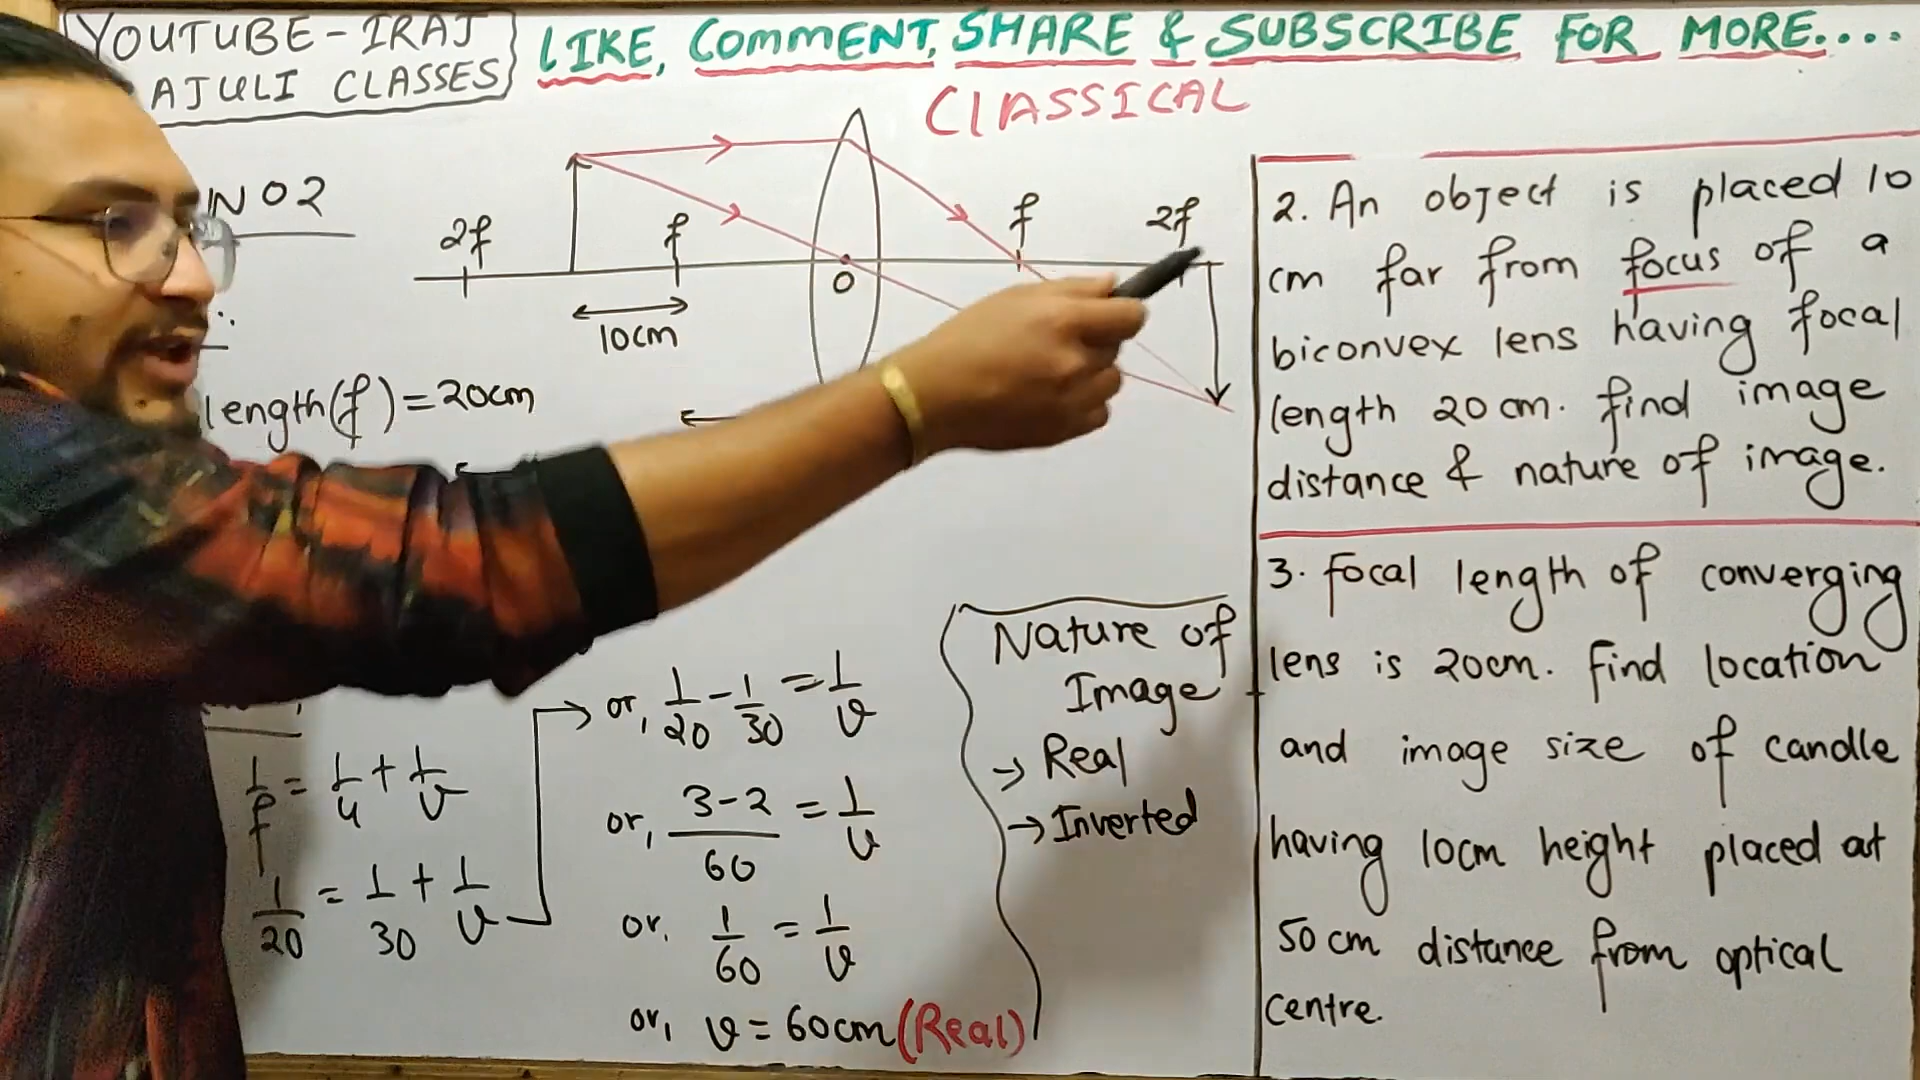 YOUTUBE-IRAJ
AJULI CLASSES
LIKE, COMMENT, SHARE & SUBSCRIBE FOR MORE....
CLASSICAL
NO2
2f
f
f
2f
O
10cm
length(f)=20cm
1/f = 1/u + 1/v
1/20 = 1/30 + 1/v
or, 1/20 - 1/30 = 1/v
or, 3-2/60 = 1/v
or, 1/60 = 1/v
or, v = 60cm (Real)
Nature of
Image
→ Real
→ Inverted
2. An object is placed 10
cm far from focus of a
biconvex lens having focal
length 20 cm. find image
distance & nature of image.
3. Focal length of converging
lens is 20cm. Find location
and image size of candle
having 10cm height placed at
50 cm distance from optical
centre.